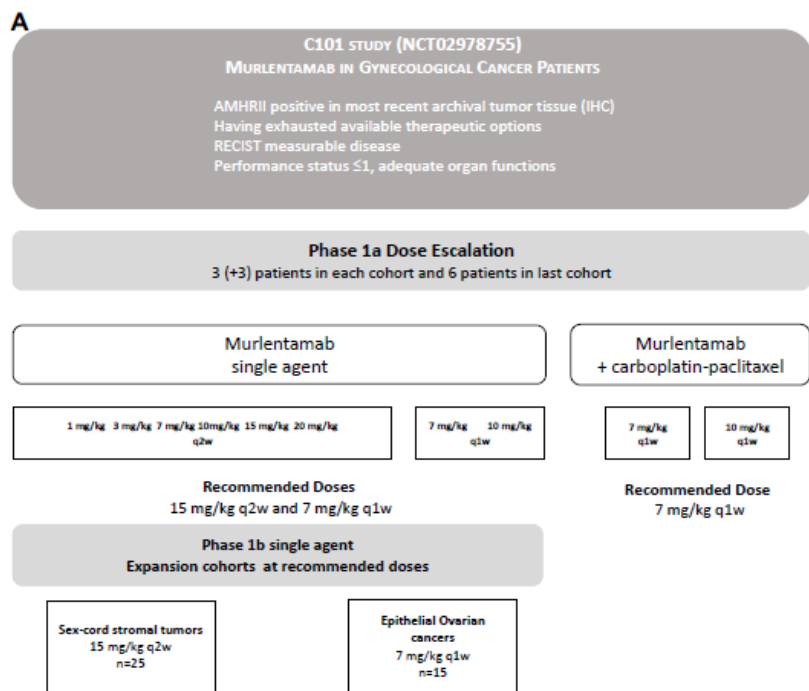 A
C101 STUDY (NCT02978755)
MURLENTAMAB IN GYNECOLOGICAL CANCER PATIENTS
AMHRII positive in most recent archival tumor tissue (IHC)
Having exhausted available therapeutic options
RECIST measurable disease
Performance status ≤1, adequate organ functions
Phase 1a Dose Escalation
3 (+3) patients in each cohort and 6 patients in last cohort
Murlentamab
single agent
Murlentamab
+ carboplatin-paclitaxel
1 mg/kg 3 mg/kg 7 mg/kg 10mg/kg 15 mg/kg 20 mg/kg
q2w
7 mg/kg 10 mg/kg
q1w
7 mg/kg
q1w
10 mg/kg
q1w
Recommended Doses
15 mg/kg q2w and 7 mg/kg q1w
Recommended Dose
7 mg/kg q1w
Phase 1b single agent
Expansion cohorts at recommended doses
Sex-cord stromal tumors
15 mg/kg q2w
n=25
Epithelial Ovarian
cancers
7 mg/kg q1w
n=15